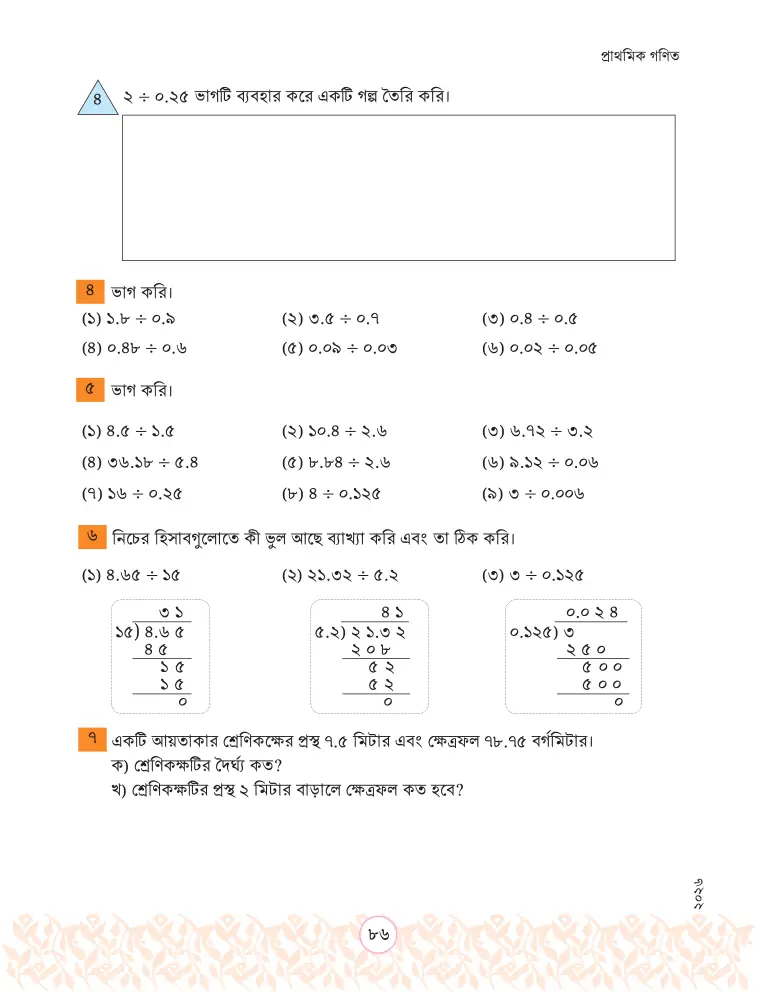 প্রাথমিক গণিত
৪ ২ ÷ ০.২৫ ভাগটি ব্যবহার করে একটি গল্প তৈরি করি।
৪ ভাগ করি।
(১) ১.৮ ÷ ০.৯ (২) ৩.৫ ÷ ০.৭ (৩) ০.৪ ÷ ০.৫
(৪) ০.৪৮ ÷ ০.৬ (৫) ০.০৯ ÷ ০.০৩ (৬) ০.০২ ÷ ০.০৫
৫ ভাগ করি।
(১) ৪.৫ ÷ ১.৫ (২) ১০.৪ ÷ ২.৬ (৩) ৬.৭২ ÷ ৩.২
(৪) ৩৬.১৮ ÷ ৫.৪ (৫) ৮.৮৪ ÷ ২.৬ (৬) ৯.১২ ÷ ০.০৬
(৭) ১৬ ÷ ০.২৫ (৮) ৪ ÷ ০.১২৫ (৯) ৩ ÷ ০.০০৬
৬ নিচের হিসাবগুলোতে কী ভুল আছে ব্যাখ্যা করি এবং তা ঠিক করি।
(১) ৪.৬৫ ÷ ১৫ (২) ২১.৩২ ÷ ৫.২ (৩) ৩ ÷ ০.১২৫
৩ ১ ৪ ১ ০.০ ২ ৪
১৫) ৪.৬ ৫ ৫.২) ২ ১.৩ ২ ০.১২৫) ৩
৪ ৫ ২ ০ ৮ ২ ৫ ০
১ ৫ ৫ ২ ৫ ০ ০
১ ৫ ৫ ২ ৫ ০ ০
০ ০ ০
৭ একটি আয়তাকার শ্রেণিকক্ষের প্রস্থ ৭.৫ মিটার এবং ক্ষেত্রফল ৭৮.৭৫ বর্গমিটার।
ক) শ্রেণিকক্ষটির দৈর্ঘ্য কত?
খ) শ্রেণিকক্ষটির প্রস্থ ২ মিটার বাড়ালে ক্ষেত্রফল কত হবে?
২০২৬
৮৬